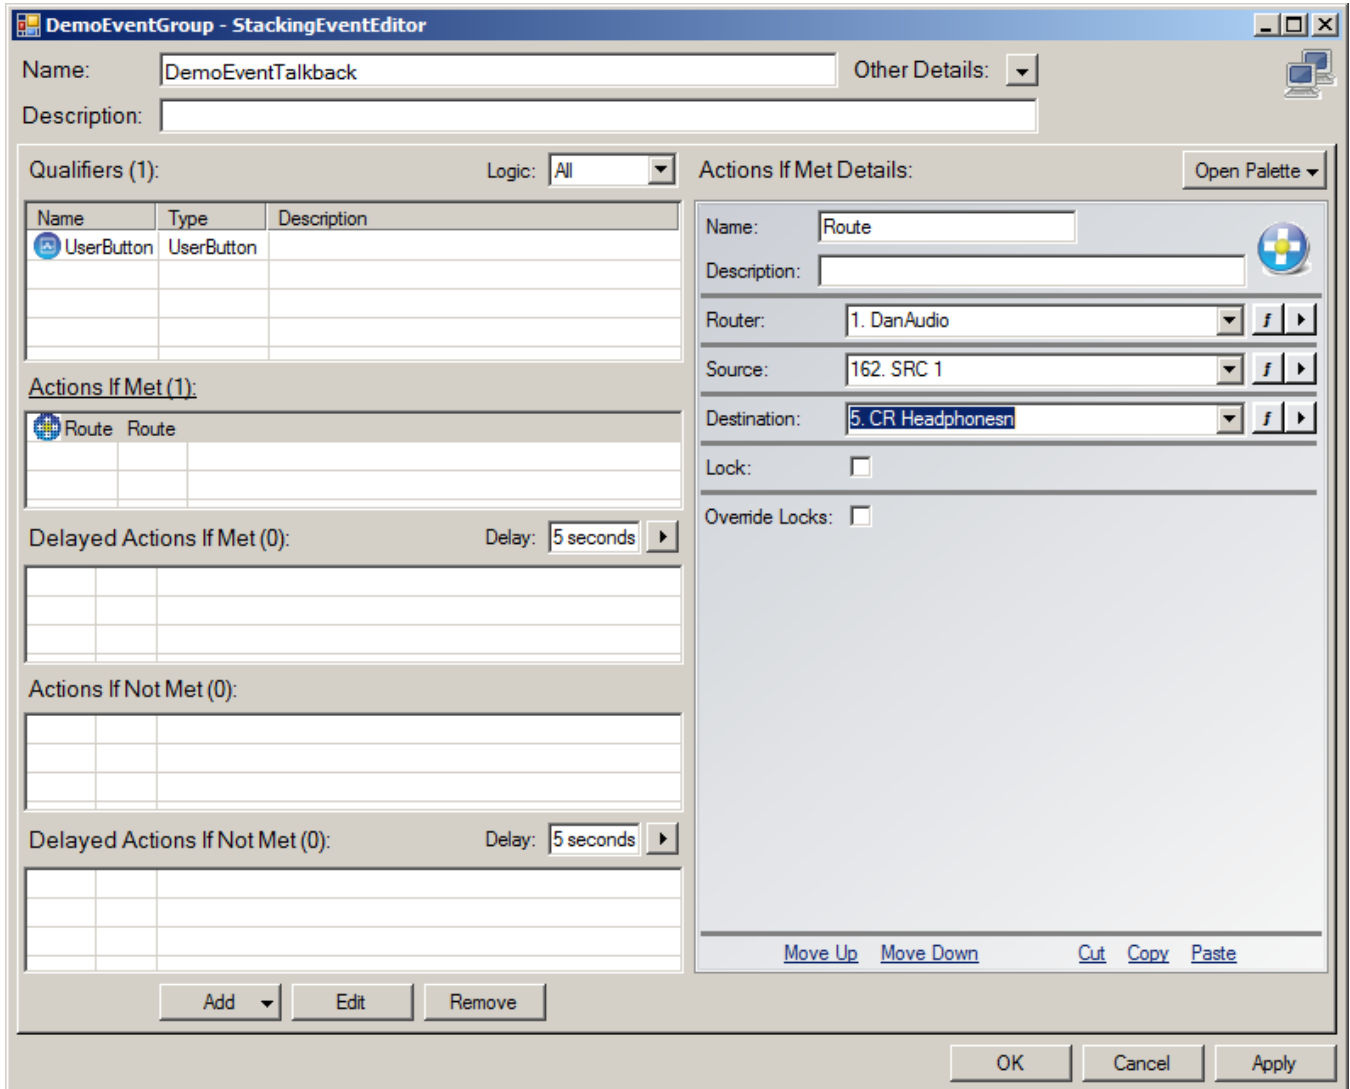 DemoEventGroup - StackingEventEditor
Name: DemoEventTalkback Other Details:
Description:
Qualifiers (1): Logic: All
Name Type Description
UserButton UserButton
Actions If Met (1):
Route Route
Delayed Actions If Met (0): Delay: 5 seconds
Actions If Not Met (0):
Delayed Actions If Not Met (0): Delay: 5 seconds
Add Edit Remove
Actions If Met Details: Open Palette
Name: Route
Description:
Router: 1. DanAudio f
Source: 162. SRC 1 f
Destination: 5. CR Headphonesn f
Lock:
Override Locks:
Move Up Move Down Cut Copy Paste
OK Cancel Apply